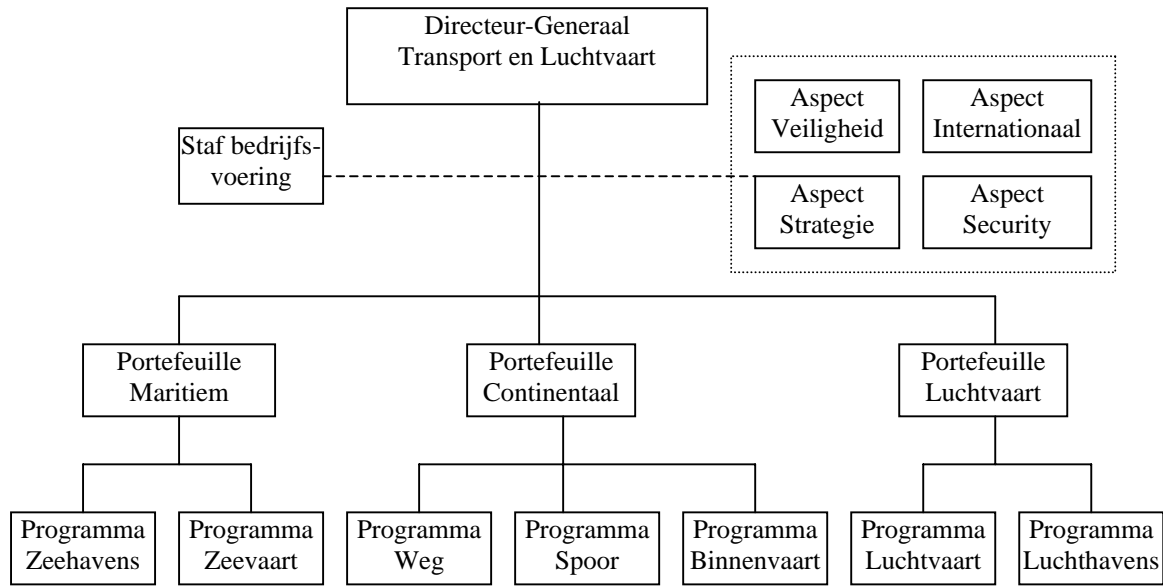 Directeur-Generaal
Transport en Luchtvaart
Aspect
Veiligheid
Aspect
Internationaal
Staf bedrijfs-
voering
Aspect
Strategie
Aspect
Security
Portefeuille
Maritiem
Portefeuille
Continentaal
Portefeuille
Luchtvaart
Programma
Zeehavens
Programma
Zeevaart
Programma
Weg
Programma
Spoor
Programma
Binnenvaart
Programma
Luchtvaart
Programma
Luchthavens